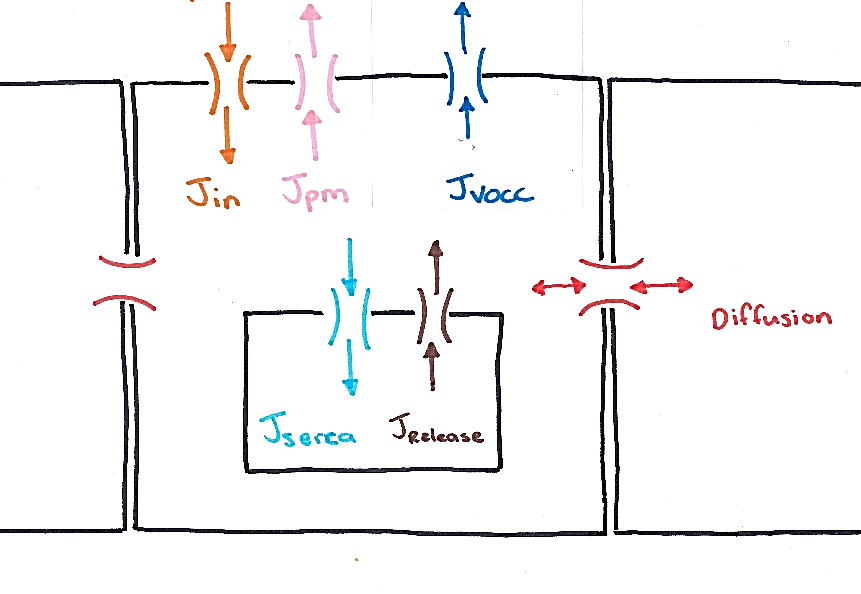 Jin
Jpm
Jvocc
Diffusion
Jserca
JRelease